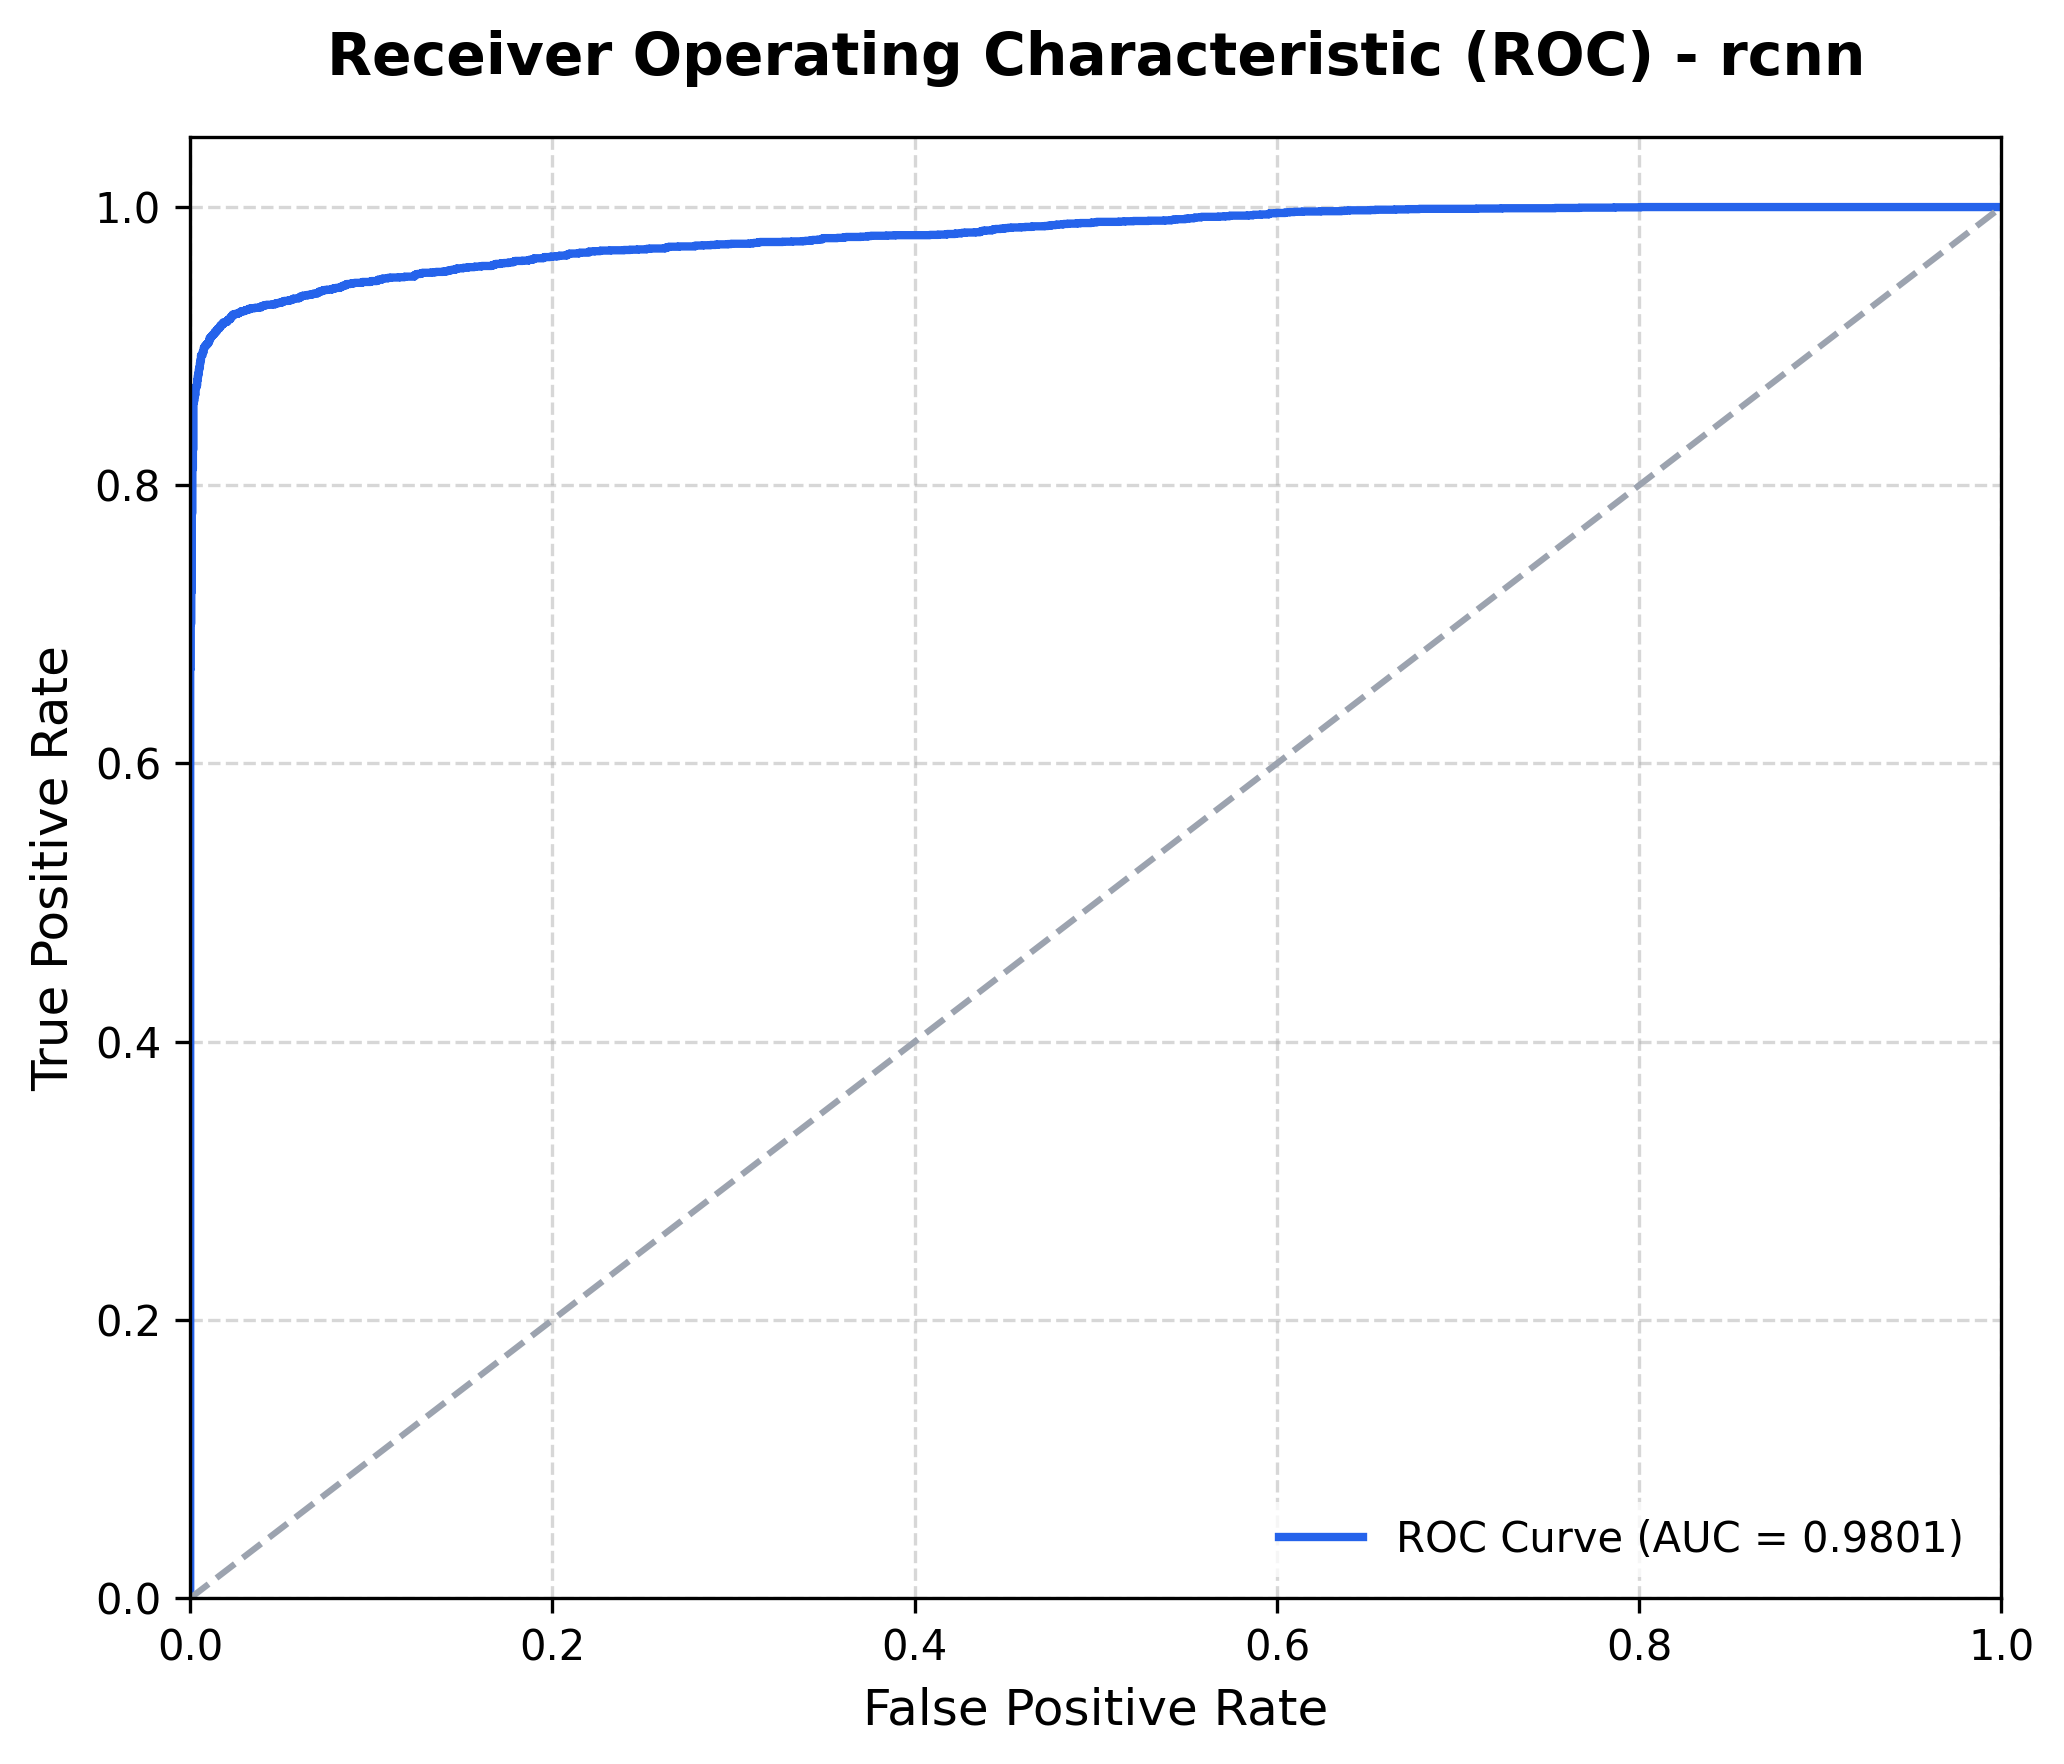 Receiver Operating Characteristic (ROC) - rcnn
1.0
0.8
0.6
0.4
0.2
0.0
True Positive Rate
ROC Curve (AUC = 0.9801)
0.0 0.2 0.4 0.6 0.8 1.0
False Positive Rate